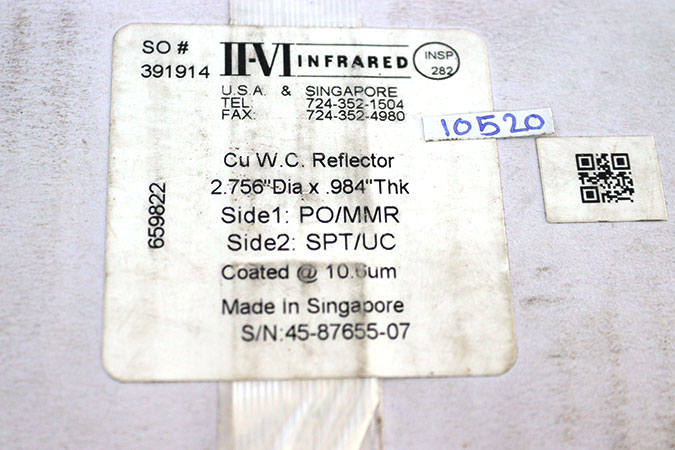 SO #
391914
II-VI INFRARED
INSP.
282
U.S.A. & SINGAPORE
TEL 724-352-1504
FAX: 724-352-4980
10520
Cu W.C. Reflector
2.756"Dia x .984"Thk
Side1: PO/MMR
Side2: SPT/UC
Coated @ 10.6um
Made In Singapore
S/N:45-87655-07
659822